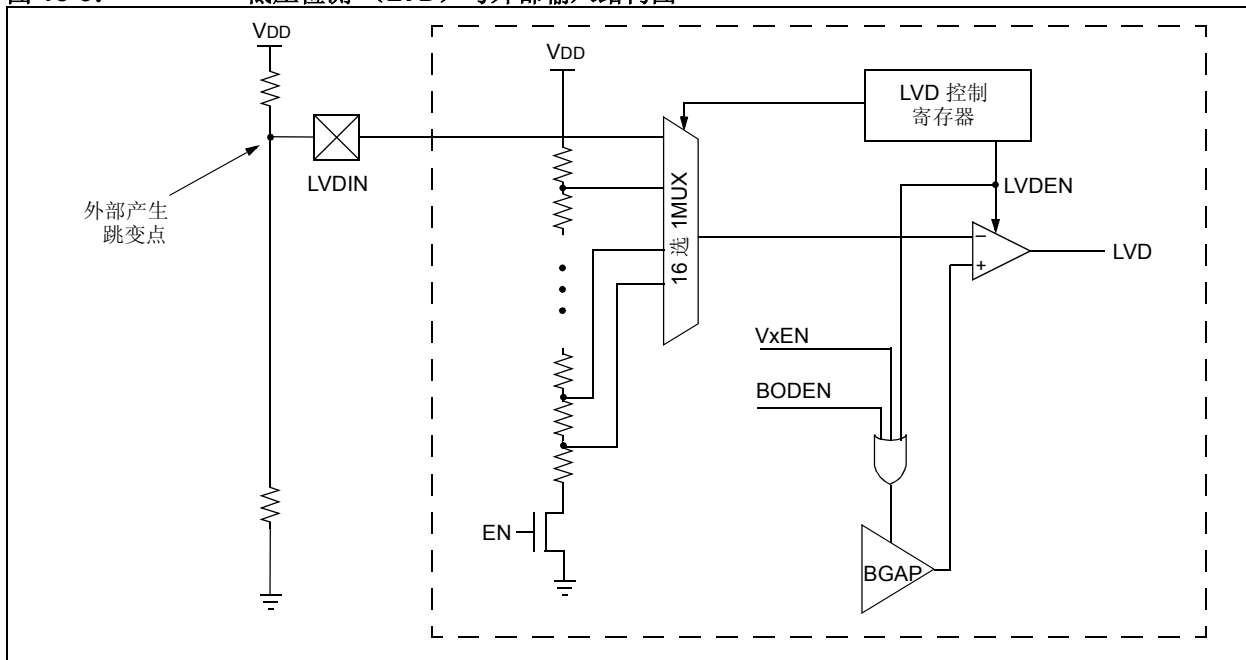 VDD
VDD
LVD 控制
寄存器
LVDIN
16 选 1MUX
LVDEN
外部产生
跳变点
LVD
−
+
VxEN
BODEN
EN
BGAP